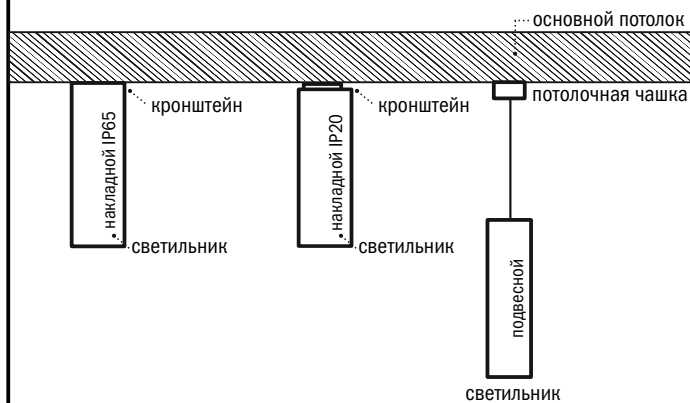 основной потолок
кронштейн
кронштейн
потолочная чашка
накладной IP65
накладной IP20
светильник
светильник
подвесной
светильник